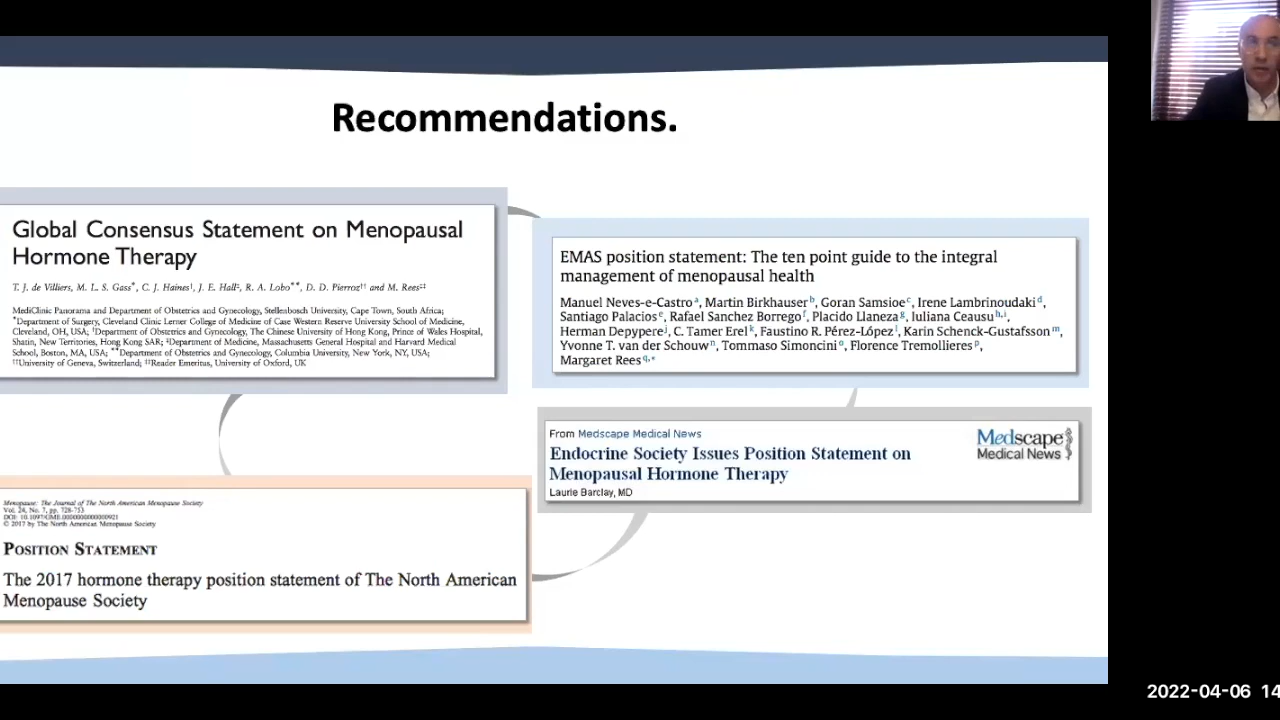 Recommendations.
Global Consensus Statement on Menopausal
Hormone Therapy
T. J. de Villiers, M. L. S. Gass*, C. J. Haines†, J. E. Hall‡, R. A. Lobo**, D. D. Pierroz†† and M. Rees‡‡
MediClinic Panorama and Department of Obstetrics and Gynecology, Stellenbosch University, Cape Town, South Africa;
*Department of Surgery, Cleveland Clinic Lerner College of Medicine of Case Western Reserve University School of Medicine,
Cleveland, OH, USA; †Department of Obstetrics and Gynecology, The Chinese University of Hong Kong, Prince of Wales Hospital,
Shatin, New Territories, Hong Kong SAR; ‡Department of Medicine, Massachusetts General Hospital and Harvard Medical
School, Boston, MA, USA; **Department of Obstetrics and Gynecology, Columbia University, New York, NY, USA;
††University of Geneva, Switzerland; ‡‡Reader Emeritus, University of Oxford, UK
EMAS position statement: The ten point guide to the integral
management of menopausal health
Manuel Neves-e-Castro a, Martin Birkhauser b, Goran Samsioe c, Irene Lambrinoudaki d,
Santiago Palacios e, Rafael Sanchez Borrego f, Placido Llaneza g, Iuliana Ceausu h,i,
Herman Depypere j, C. Tamer Erel k, Faustino R. Pérez-López l, Karin Schenck-Gustafsson m,
Yvonne T. van der Schouw n, Tommaso Simoncini o, Florence Tremollieres p,
Margaret Rees q,*
From Medscape Medical News
Endocrine Society Issues Position Statement on
Menopausal Hormone Therapy
Laurie Barclay, MD
Medscape
Medical News
Menopause: The Journal of The North American Menopause Society
Vol. 24, No. 7, pp. 728-753
© 2017 by The North American Menopause Society
POSITION STATEMENT
The 2017 hormone therapy position statement of The North American
Menopause Society
2022-04-06 14